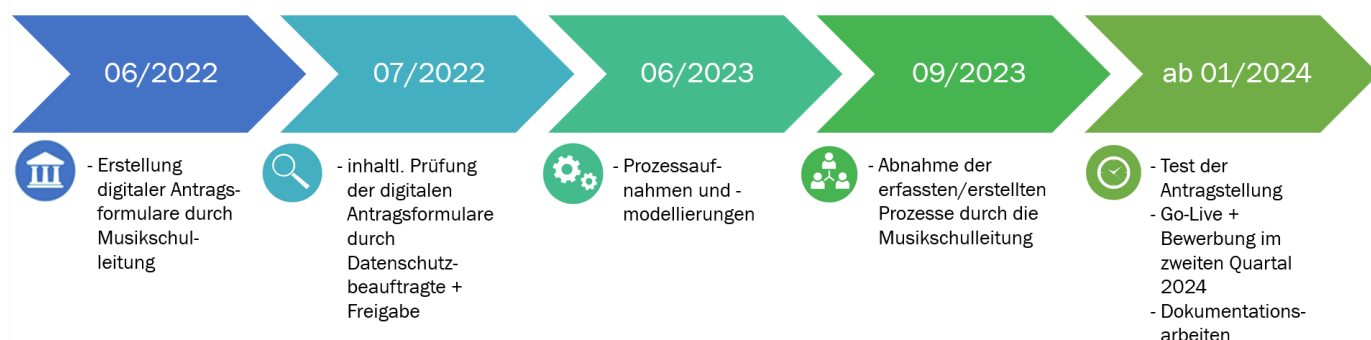 06/2022
- Erstellung
digitaler Antrags-
formulare durch
Musikschul-
leitung
07/2022
- inhaltl. Prüfung
der digitalen
Antragsformulare
durch
Datenschutz-
beauftragte +
Freigabe
06/2023
- Prozessauf-
nahmen und -
modellierungen
09/2023
- Abnahme der
erfassten/erstellten
Prozesse durch die
Musikschulleitung
ab 01/2024
- Test der
Antragstellung
- Go-Live +
Bewerbung im
zweiten Quartal
2024
- Dokumentations-
arbeiten